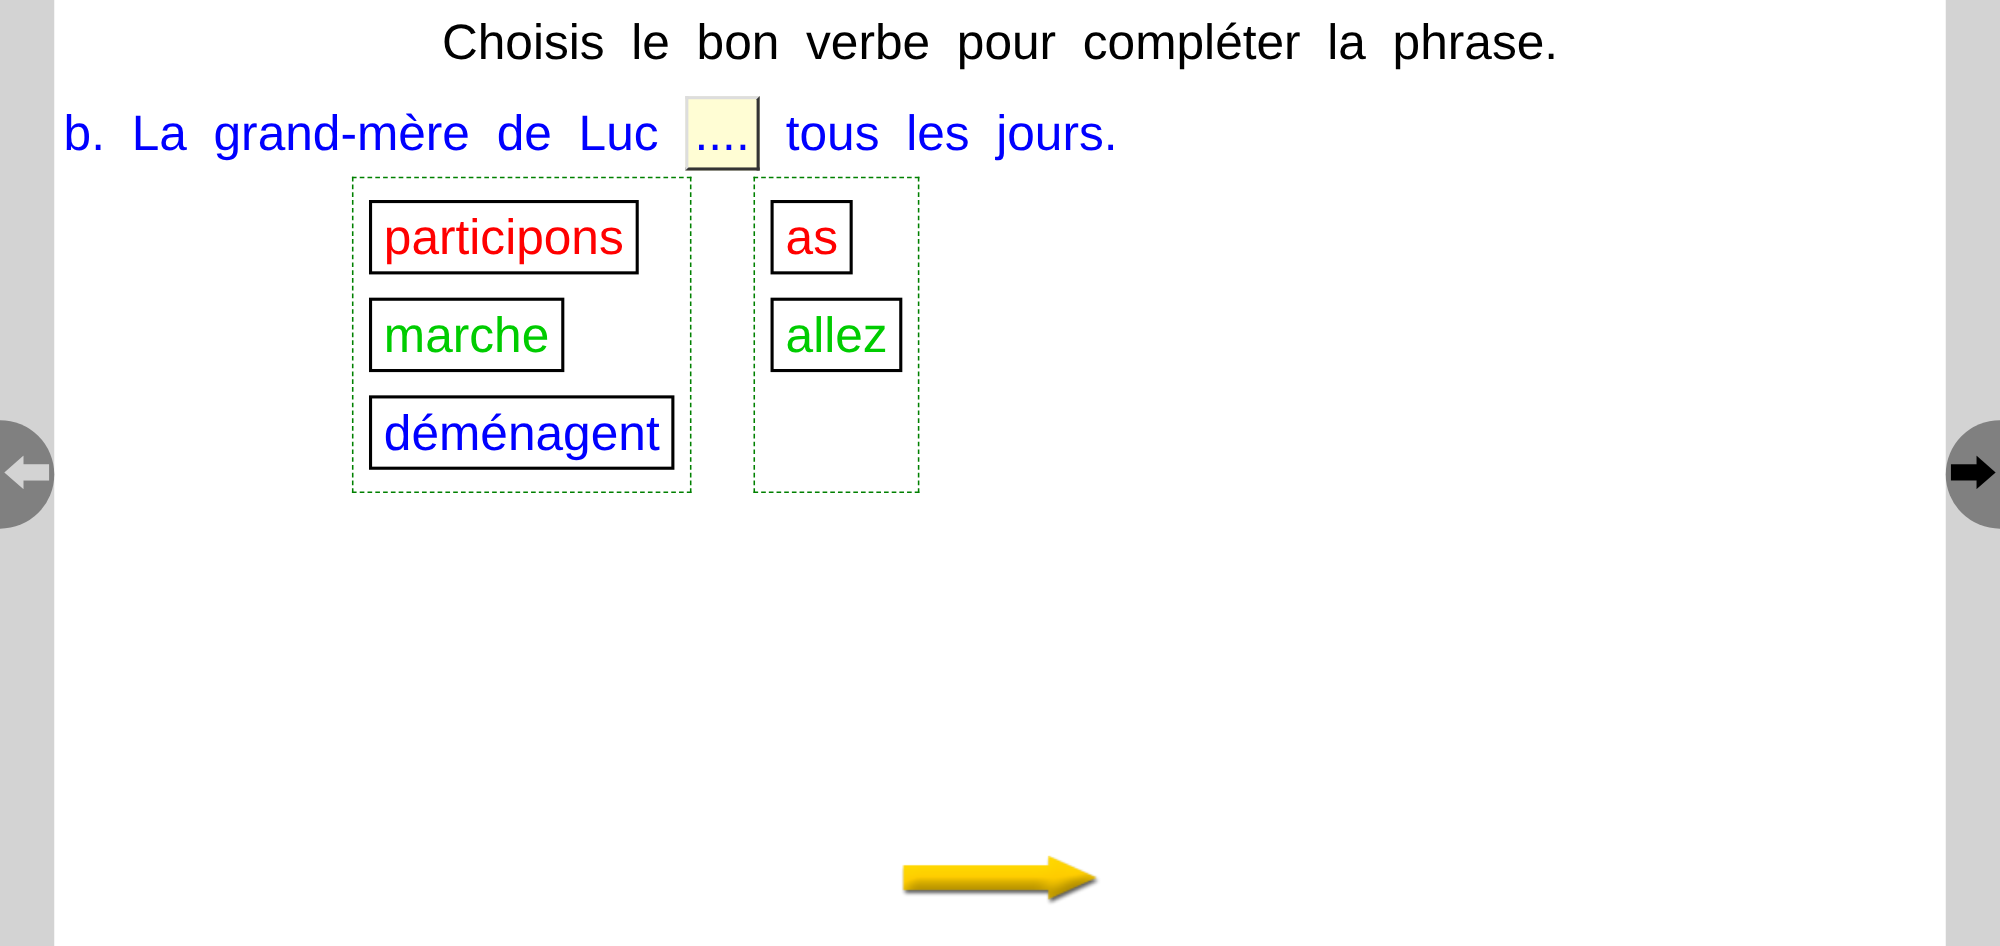 Choisis le bon verbe pour compléter la phrase.
b. La grand-mère de Luc .... tous les jours.
participons
as
marche
allez
déménagent